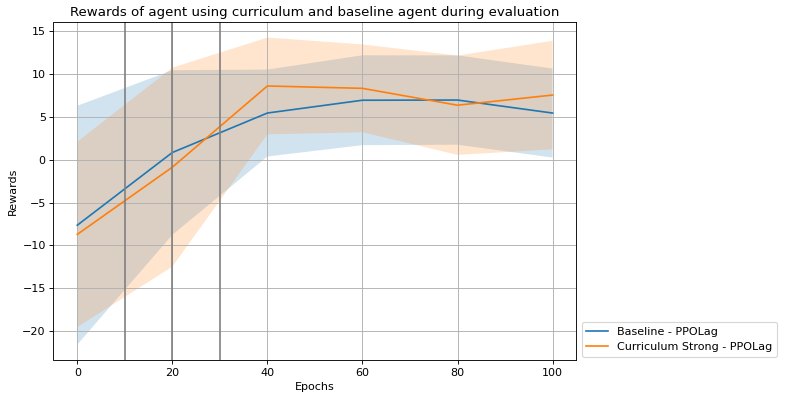 Rewards of agent using curriculum and baseline agent during evaluation
15
10
5
0
−5
−10
−15
−20
Rewards
0 20 40 60 80 100
Epochs
Baseline - PPOLag
Curriculum Strong - PPOLag